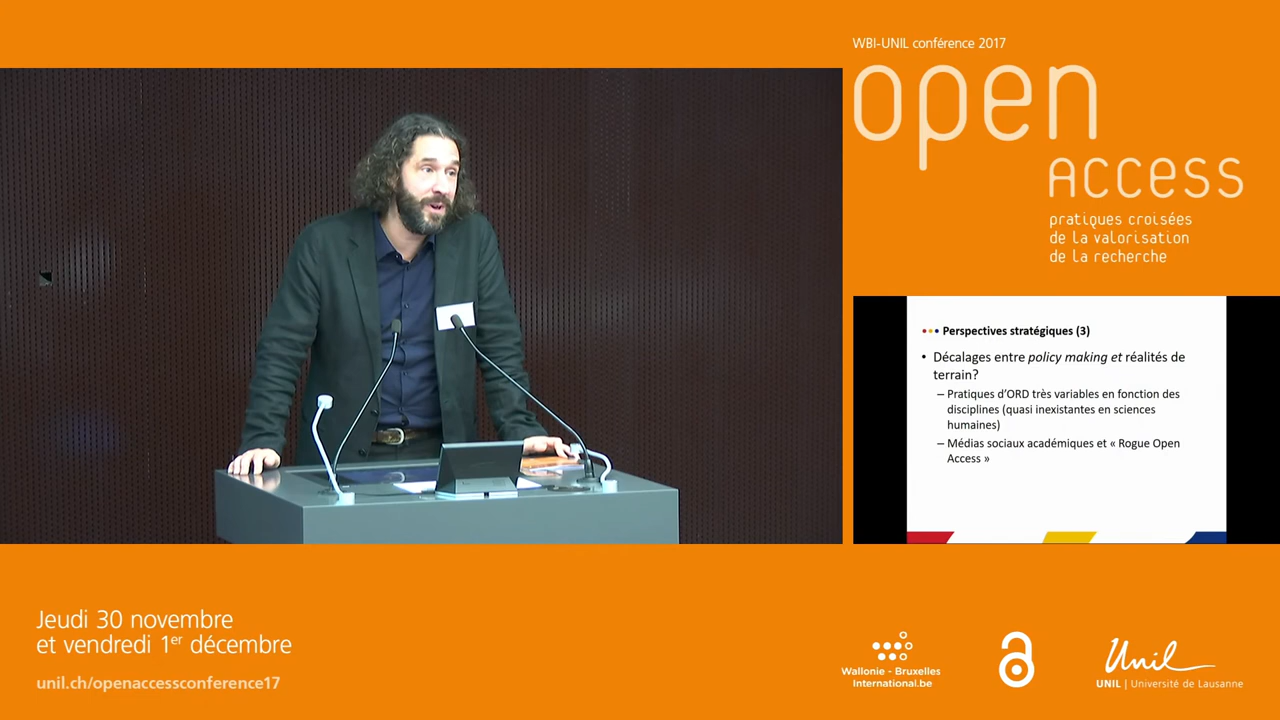 WBI-UNIL conférence 2017
open
access
pratiques croisées
de la valorisation
de la recherche
••• Perspectives stratégiques (3)
• Décalages entre policy making et réalités de
terrain?
– Pratiques d'ORD très variables en fonction des
disciplines (quasi inexistantes en sciences
humaines)
– Médias sociaux académiques et « Rogue Open
Access »
Jeudi 30 novembre
et vendredi 1er décembre
unil.ch/openaccessconference17
Wallonie - Bruxelles
International.be
Unil
UNIL | Université de Lausanne